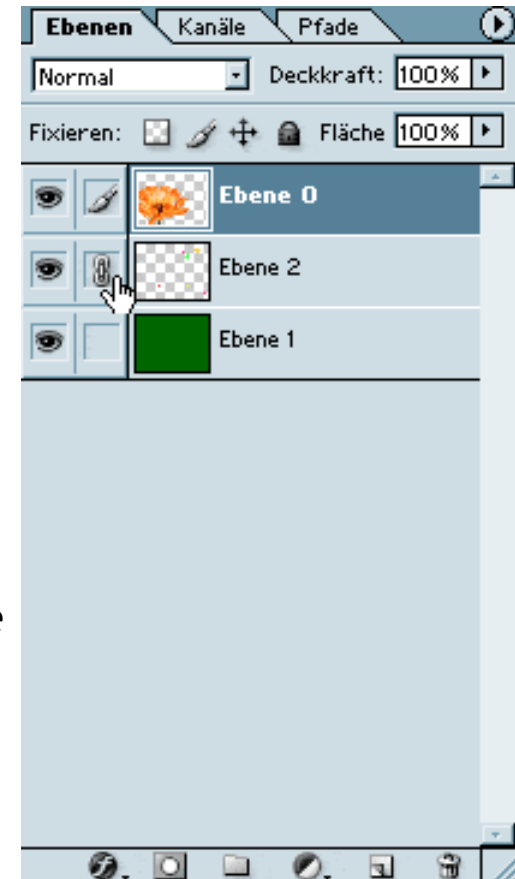 Ebenen Kanäle Pfade
Normal Deckkraft: 100%
Fixieren: Fläche 100%
Ebene 0
Ebene 2
Ebene 1
e